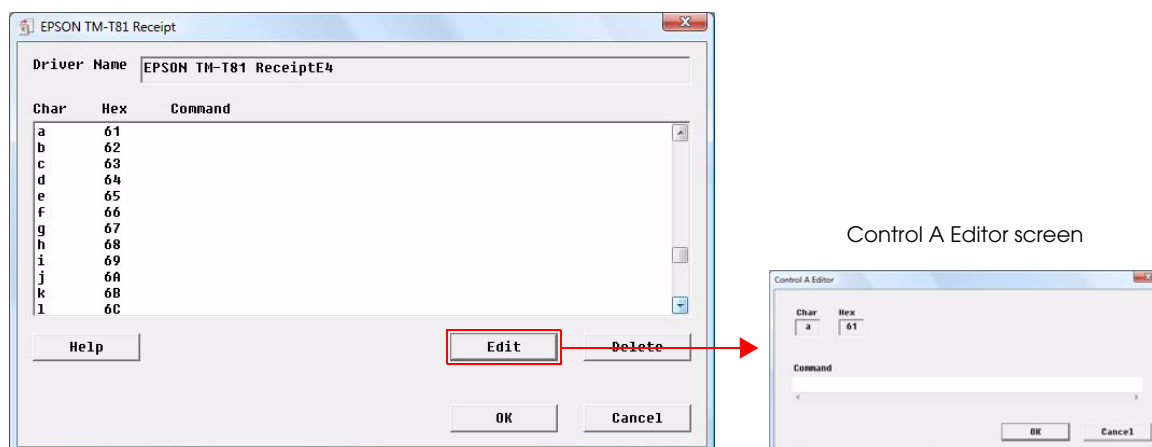 EPSON TM-T81 Receipt
Driver Name EPSON TM-T81 ReceiptE4
Char Hex Command
a 61
b 62
c 63
d 64
e 65
f 66
g 67
h 68
i 69
j 6A
k 6B
l 6C
Help Edit Delete
OK Cancel
Control A Editor screen
Control A Editor
Char Hex
a 61
Command
OK Cancel